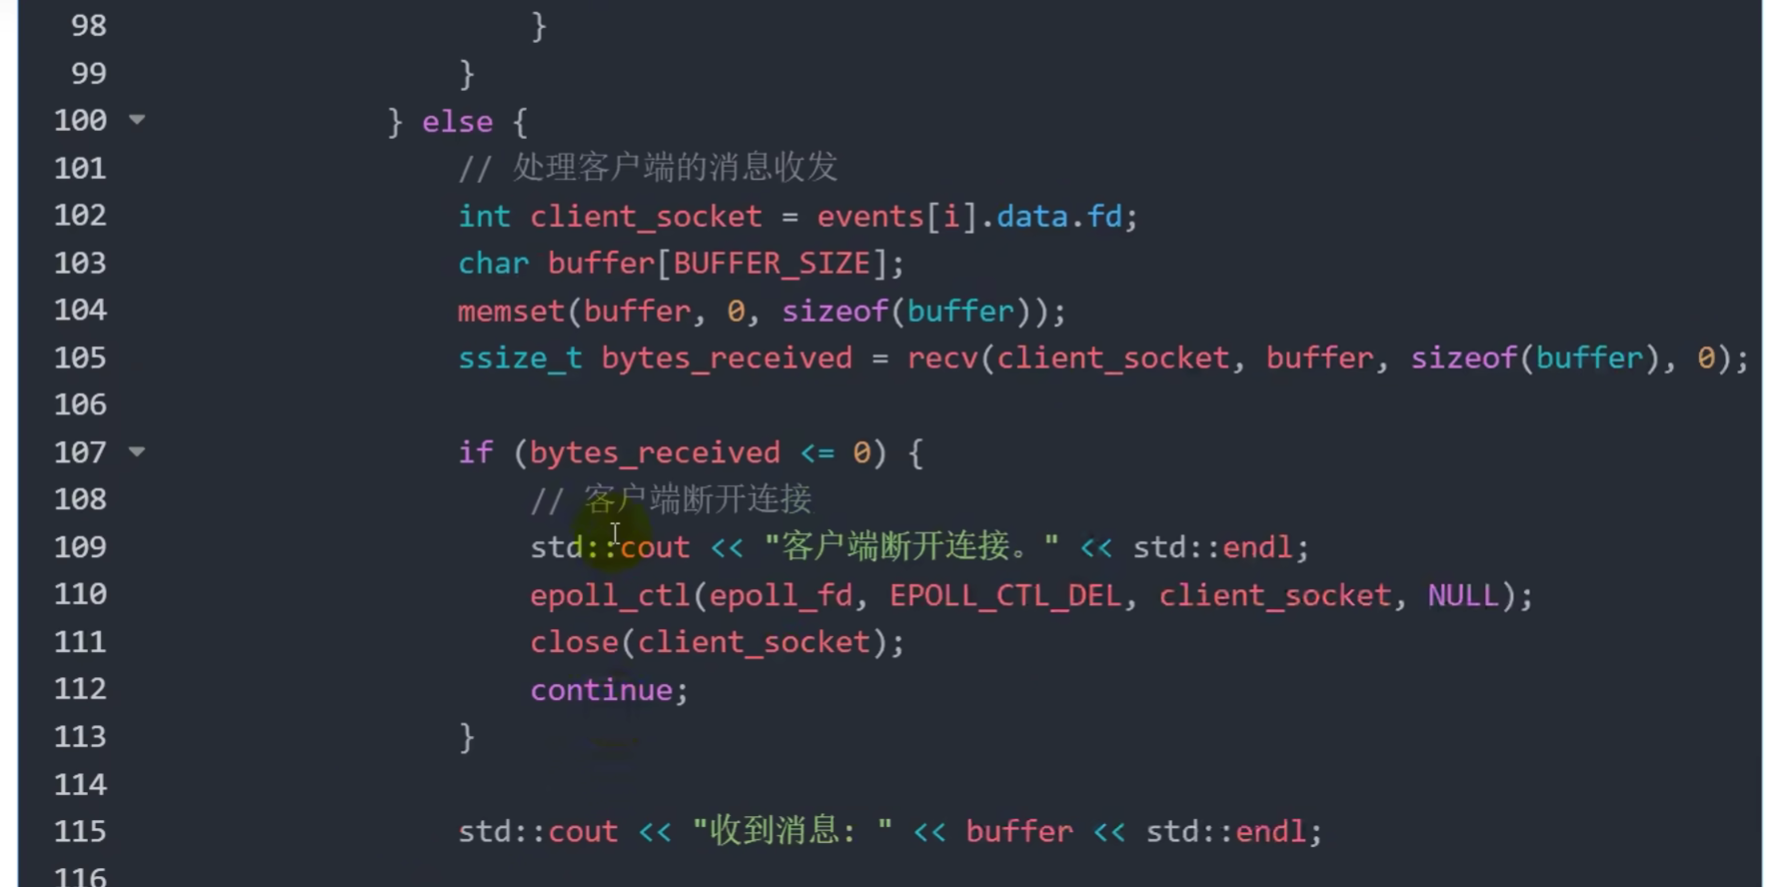 98 }
99 }
100 } else {
101 // 处理客户端的消息收发
102 int client_socket = events[i].data.fd;
103 char buffer[BUFFER_SIZE];
104 memset(buffer, 0, sizeof(buffer));
105 ssize_t bytes_received = recv(client_socket, buffer, sizeof(buffer), 0);
106
107 if (bytes_received <= 0) {
108 // 客户端断开连接
109 std::cout << "客户端断开连接。" << std::endl;
110 epoll_ctl(epoll_fd, EPOLL_CTL_DEL, client_socket, NULL);
111 close(client_socket);
112 continue;
113 }
114
115 std::cout << "收到消息: " << buffer << std::endl;
116